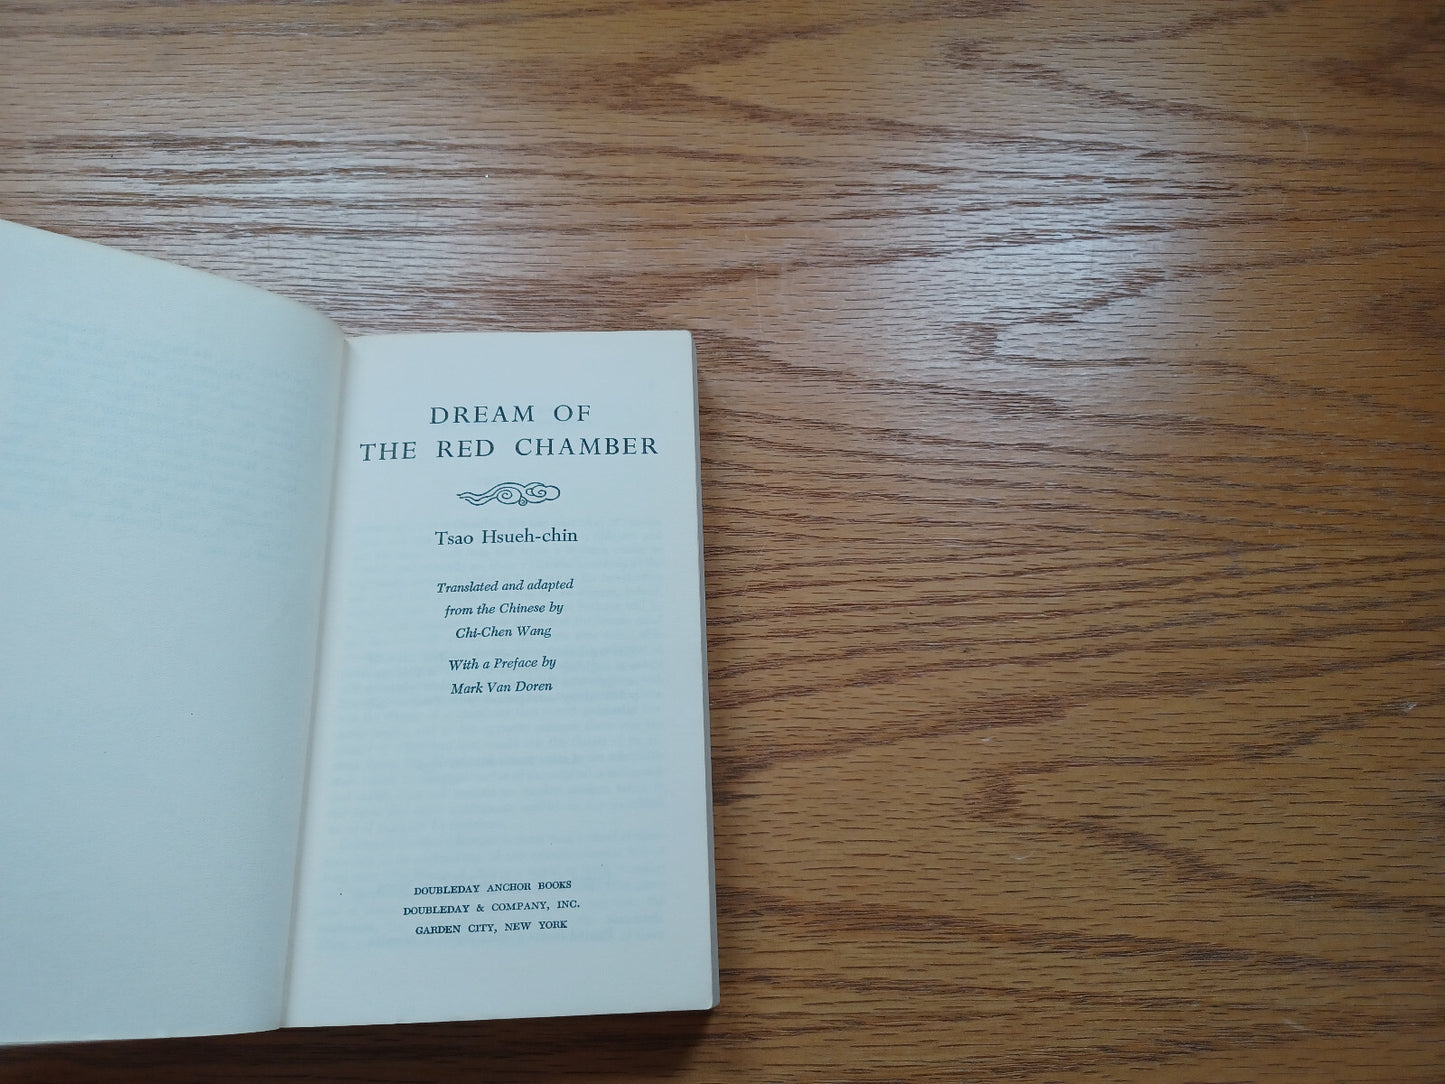 DREAM OF
THE RED CHAMBER
Tsao Hsueh-chin
Translated and adapted
from the Chinese by
Chi-Chen Wang
With a Preface by
Mark Van Doren
DOUBLEDAY ANCHOR BOOKS
DOUBLEDAY & COMPANY, INC.
GARDEN CITY, NEW YORK